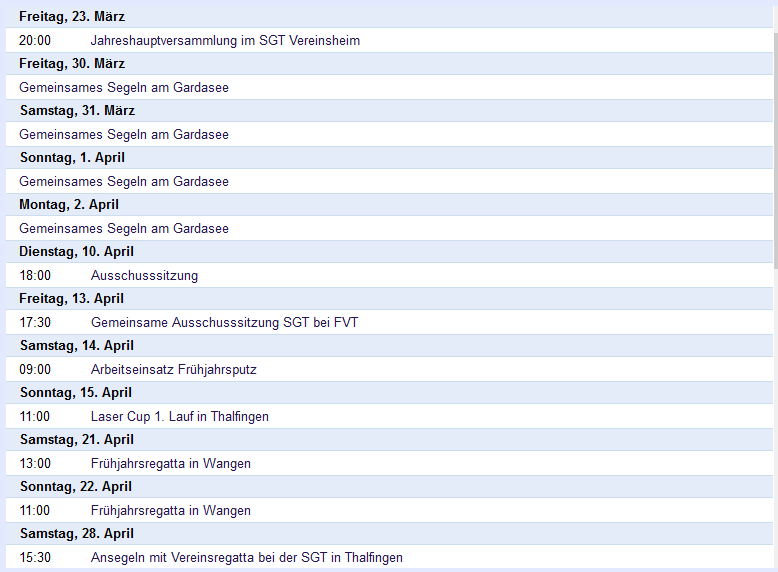 Freitag, 23. März
20:00 Jahreshauptversammlung im SGT Vereinsheim
Freitag, 30. März
Gemeinsames Segeln am Gardasee
Samstag, 31. März
Gemeinsames Segeln am Gardasee
Sonntag, 1. April
Gemeinsames Segeln am Gardasee
Montag, 2. April
Gemeinsames Segeln am Gardasee
Dienstag, 10. April
18:00 Ausschusssitzung
Freitag, 13. April
17:30 Gemeinsame Ausschusssitzung SGT bei FVT
Samstag, 14. April
09:00 Arbeitseinsatz Frühjahrsputz
Sonntag, 15. April
11:00 Laser Cup 1. Lauf in Thalfingen
Samstag, 21. April
13:00 Frühjahrsregatta in Wangen
Sonntag, 22. April
11:00 Frühjahrsregatta in Wangen
Samstag, 28. April
15:30 Ansegeln mit Vereinsregatta bei der SGT in Thalfingen